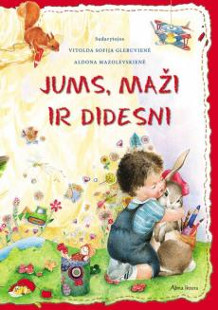 Sudarytojos
VITOLDA SOFIJA GLEBUVIENĖ
ALDONA MAZOLEVSKIENĖ
JUMS, MAŽI
IR DIDESNI
Alma littera